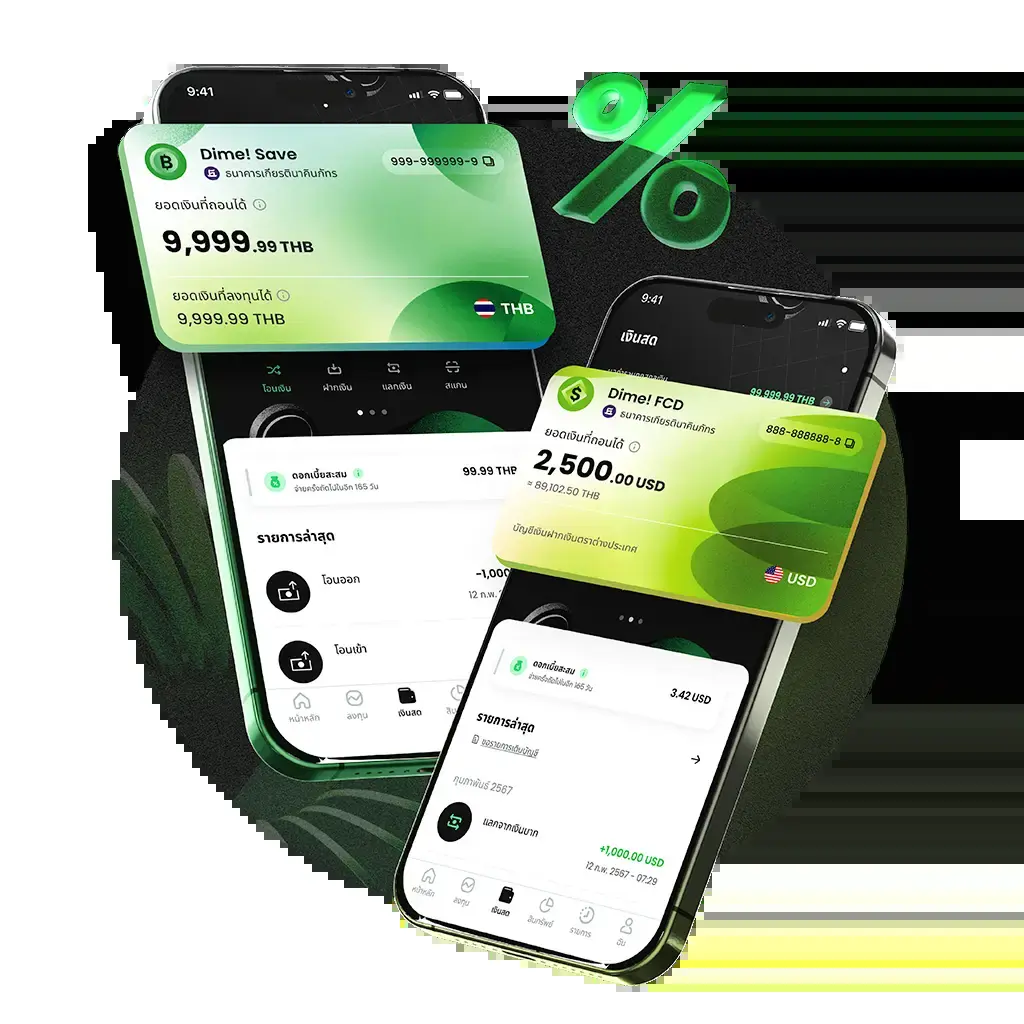 9:41
Dime! Save
999-999999-9
ธนาคารเกียรตินาคินภัทร
ยอดเงินที่ถอนได้
9,999.99 THB
ยอดเงินที่ลงทุนได้
9,999.99 THB
THB
โอนเงิน
ฝากเงิน
แลกเงิน
สแกน
ดอกเบี้ยสะสม
99.99 THB
จ่ายครั้งถัดไปในอีก 165 วัน
รายการล่าสุด
โอนออก
-1,000
12 ก.พ.
โอนเข้า
หน้าหลัก
ลงทุน
เงินสด
%
9:41
เงินสด
99,999.99 THB
Dime! FCD
ธนาคารเกียรตินาคินภัทร
888-888888-8
ยอดเงินที่ถอนได้
2,500.00 USD
≈ 89,102.50 THB
บัญชีเงินฝากเงินตราต่างประเทศ
USD
ดอกเบี้ยสะสม
จ่ายครั้งถัดไปในอีก 165 วัน
3.42 USD
รายการล่าสุด
ขอรายการเดินบัญชี
กุมภาพันธ์ 2567
แลกจากเงินบาท
+1,000.00 USD
12 ก.พ. 2567 - 07:29
หน้าหลัก
ลงทุน
เงินสด
สินทรัพย์
รายการ
ฉัน